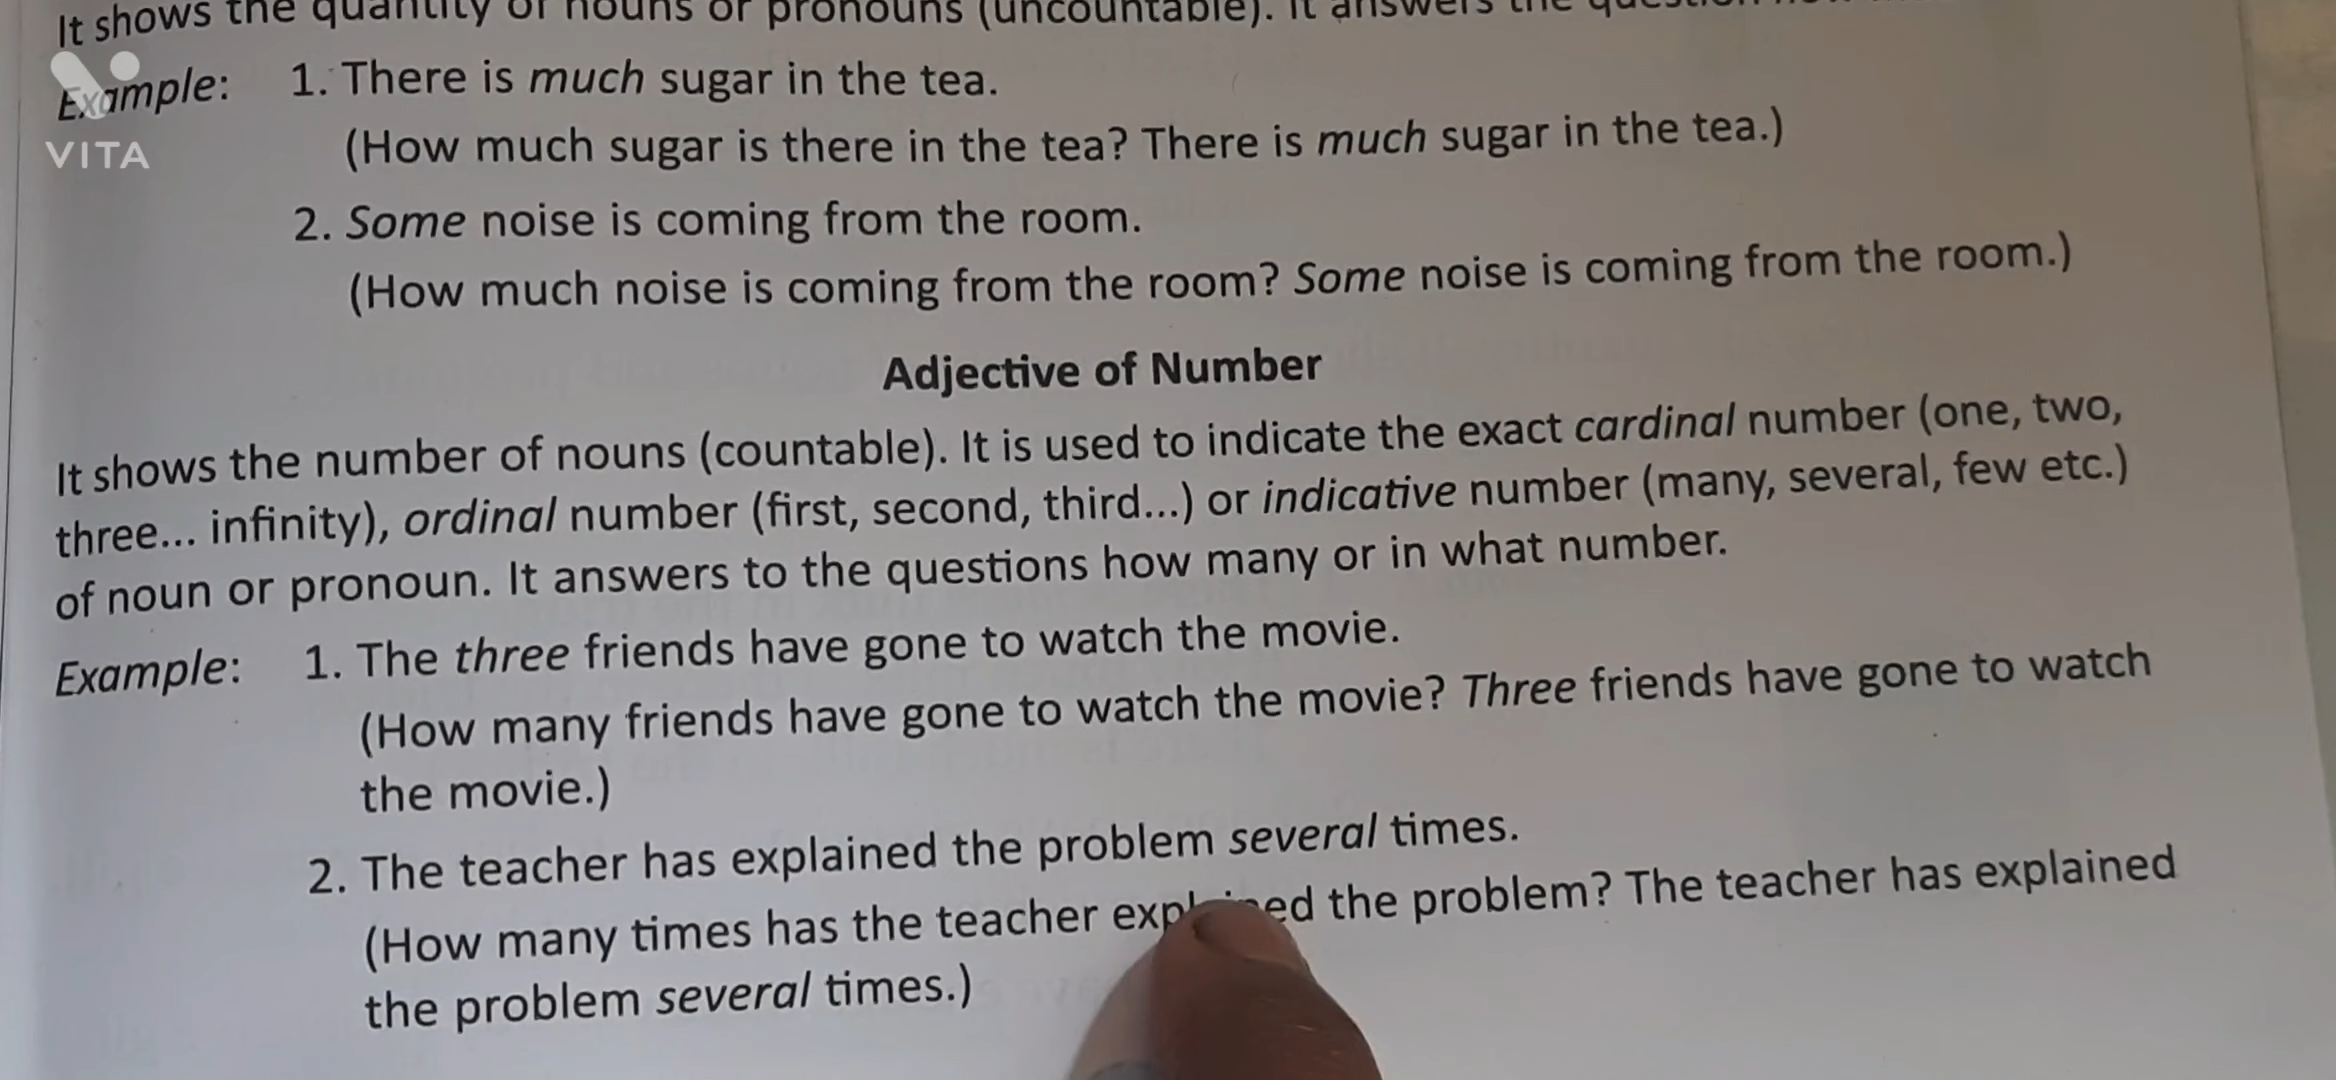 It shows the quantity of nouns or pronouns (uncountable). It answers the question
Example: 1. There is much sugar in the tea.
VITA
(How much sugar is there in the tea? There is much sugar in the tea.)
2. Some noise is coming from the room.
(How much noise is coming from the room? Some noise is coming from the room.)
Adjective of Number
It shows the number of nouns (countable). It is used to indicate the exact cardinal number (one, two,
three... infinity), ordinal number (first, second, third...) or indicative number (many, several, few etc.)
of noun or pronoun. It answers to the questions how many or in what number.
Example: 1. The three friends have gone to watch the movie.
(How many friends have gone to watch the movie? Three friends have gone to watch
the movie.)
2. The teacher has explained the problem several times.
(How many times has the teacher explained the problem? The teacher has explained
the problem several times.)